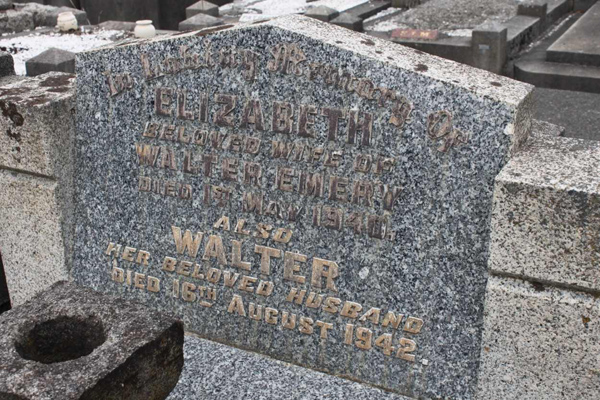 In Loving Memory Of
ELIZABETH
BELOVED WIFE OF
WALTER EMERY
DIED 1ST MAY 1940.
ALSO
WALTER
HER BELOVED HUSBAND
DIED 16TH AUGUST 1942